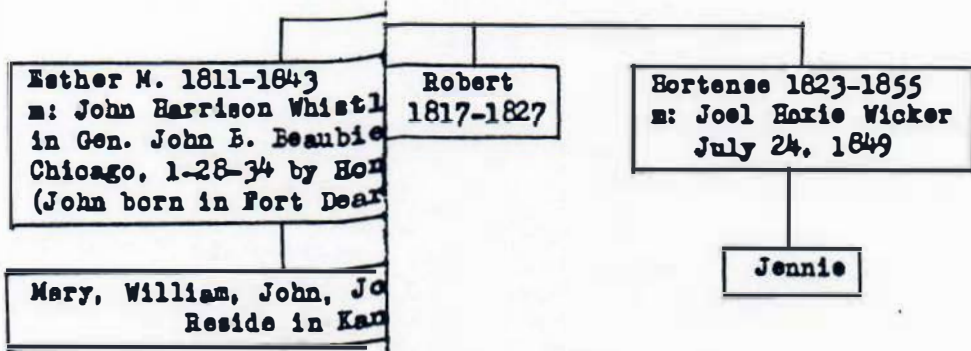 Esther M. 1811-1843
m: John Harrison Whistl
in Gen. John B. Beaubie
Chicago, 1-28-34 by Hon
(John born in Fort Dear
Mary, William, John, Jo
Reside in Kan
Robert
1817-1827
Hortense 1823-1855
m: Joel Hoxie Wicker
July 24, 1849
Jennie